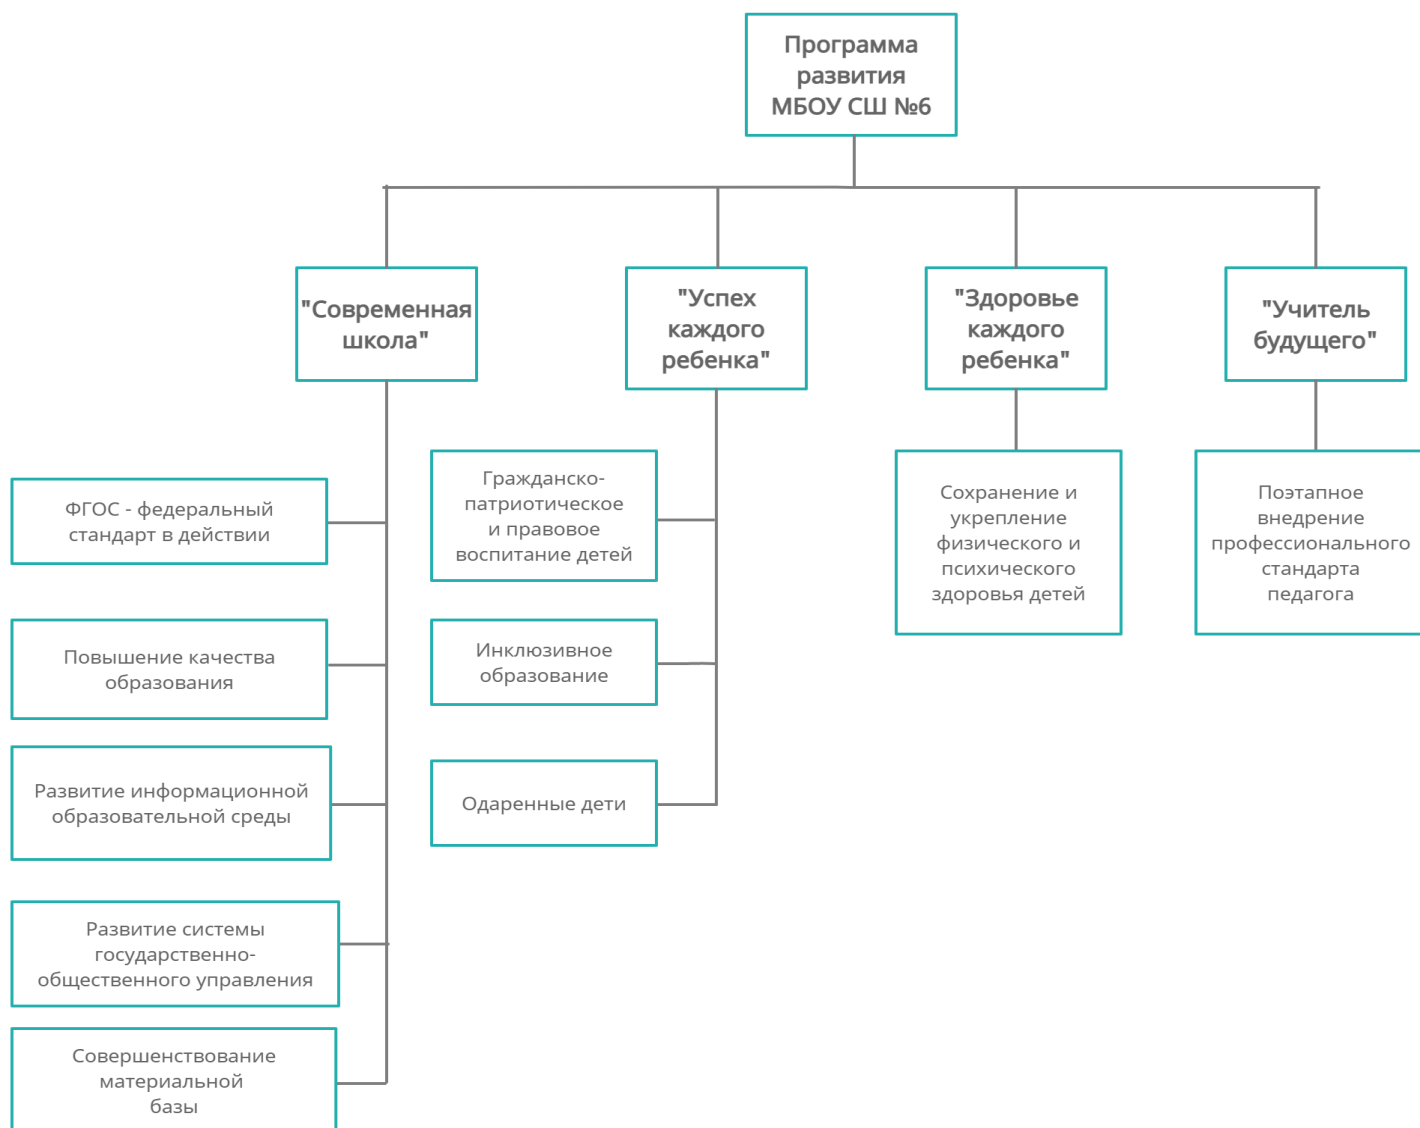 Программа
развития
МБОУ СШ №6
"Современная
школа"
"Успех
каждого
ребенка"
"Здоровье
каждого
ребенка"
"Учитель
будущего"
ФГОС - федеральный
стандарт в действии
Повышение качества
образования
Развитие информационной
образовательной среды
Развитие системы
государственно-
общественного управления
Совершенствование
материальной
базы
Гражданско-
патриотическое
и правовое
воспитание детей
Инклюзивное
образование
Одаренные дети
Сохранение и
укрепление
физического и
психического
здоровья детей
Поэтапное
внедрение
профессионального
стандарта
педагога